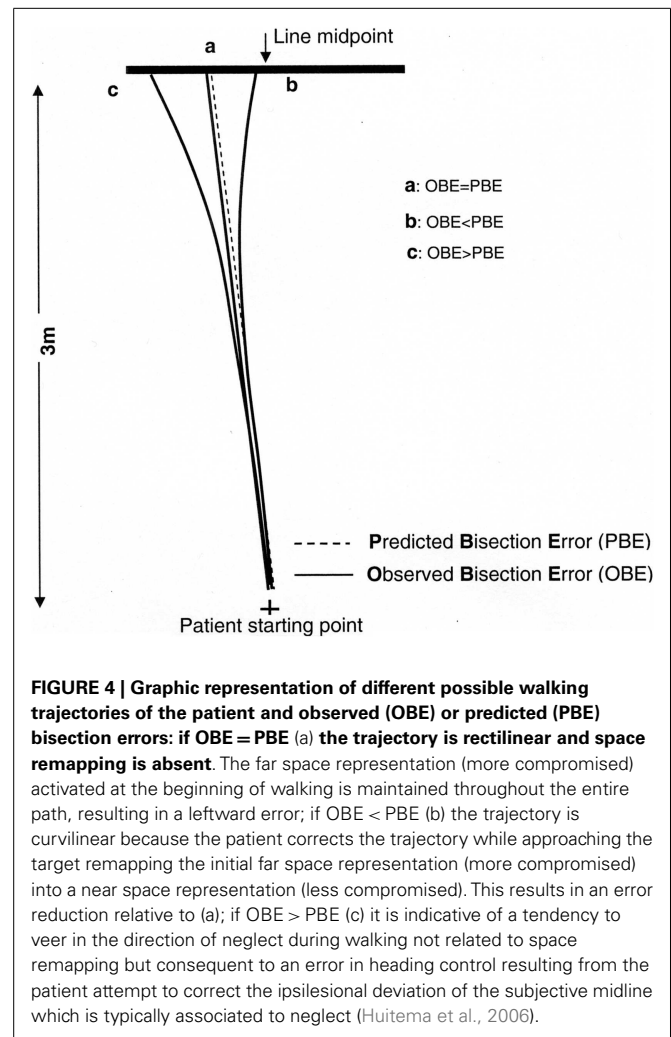 Line midpoint
a
c
b
a: OBE=PBE
b: OBE<PBE
c: OBE>PBE
3m
Predicted Bisection Error (PBE)
Observed Bisection Error (OBE)
Patient starting point
FIGURE 4 | Graphic representation of different possible walking
trajectories of the patient and observed (OBE) or predicted (PBE)
bisection errors: if OBE = PBE (a) the trajectory is rectilinear and space
remapping is absent. The far space representation (more compromised)
activated at the beginning of walking is maintained throughout the entire
path, resulting in a leftward error; if OBE < PBE (b) the trajectory is
curvilinear because the patient corrects the trajectory while approaching the
target remapping the initial far space representation (more compromised)
into a near space representation (less compromised). This results in an error
reduction relative to (a); if OBE > PBE (c) it is indicative of a tendency to
veer in the direction of neglect during walking not related to space
remapping but consequent to an error in heading control resulting from the
patient attempt to correct the ipsilesional deviation of the subjective midline
which is typically associated to neglect (Huitema et al., 2006).